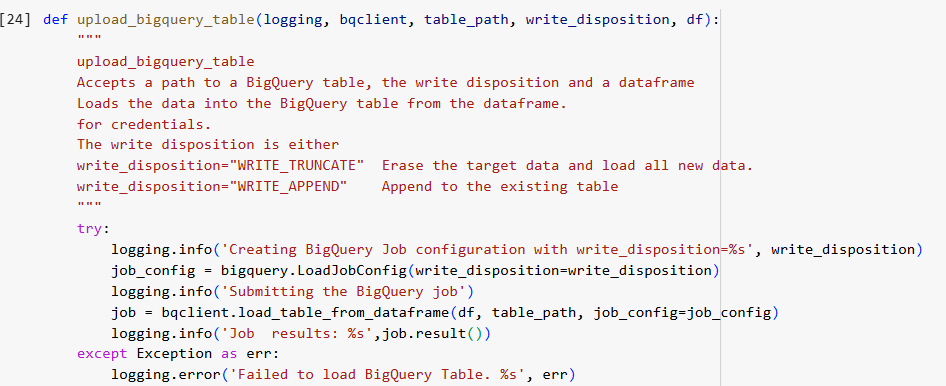 [24] def upload_bigquery_table(logging, bqclient, table_path, write_disposition, df):
"""
upload_bigquery_table
Accepts a path to a BigQuery table, the write disposition and a dataframe
Loads the data into the BigQuery table from the dataframe.
for credentials.
The write disposition is either
write_disposition="WRITE_TRUNCATE"  Erase the target data and load all new data.
write_disposition="WRITE_APPEND"    Append to the existing table
"""
try:
logging.info('Creating BigQuery Job configuration with write_disposition=%s', write_disposition)
job_config = bigquery.LoadJobConfig(write_disposition=write_disposition)
logging.info('Submitting the BigQuery job')
job = bqclient.load_table_from_dataframe(df, table_path, job_config=job_config)
logging.info('Job  results: %s',job.result())
except Exception as err:
logging.error('Failed to load BigQuery Table. %s', err)